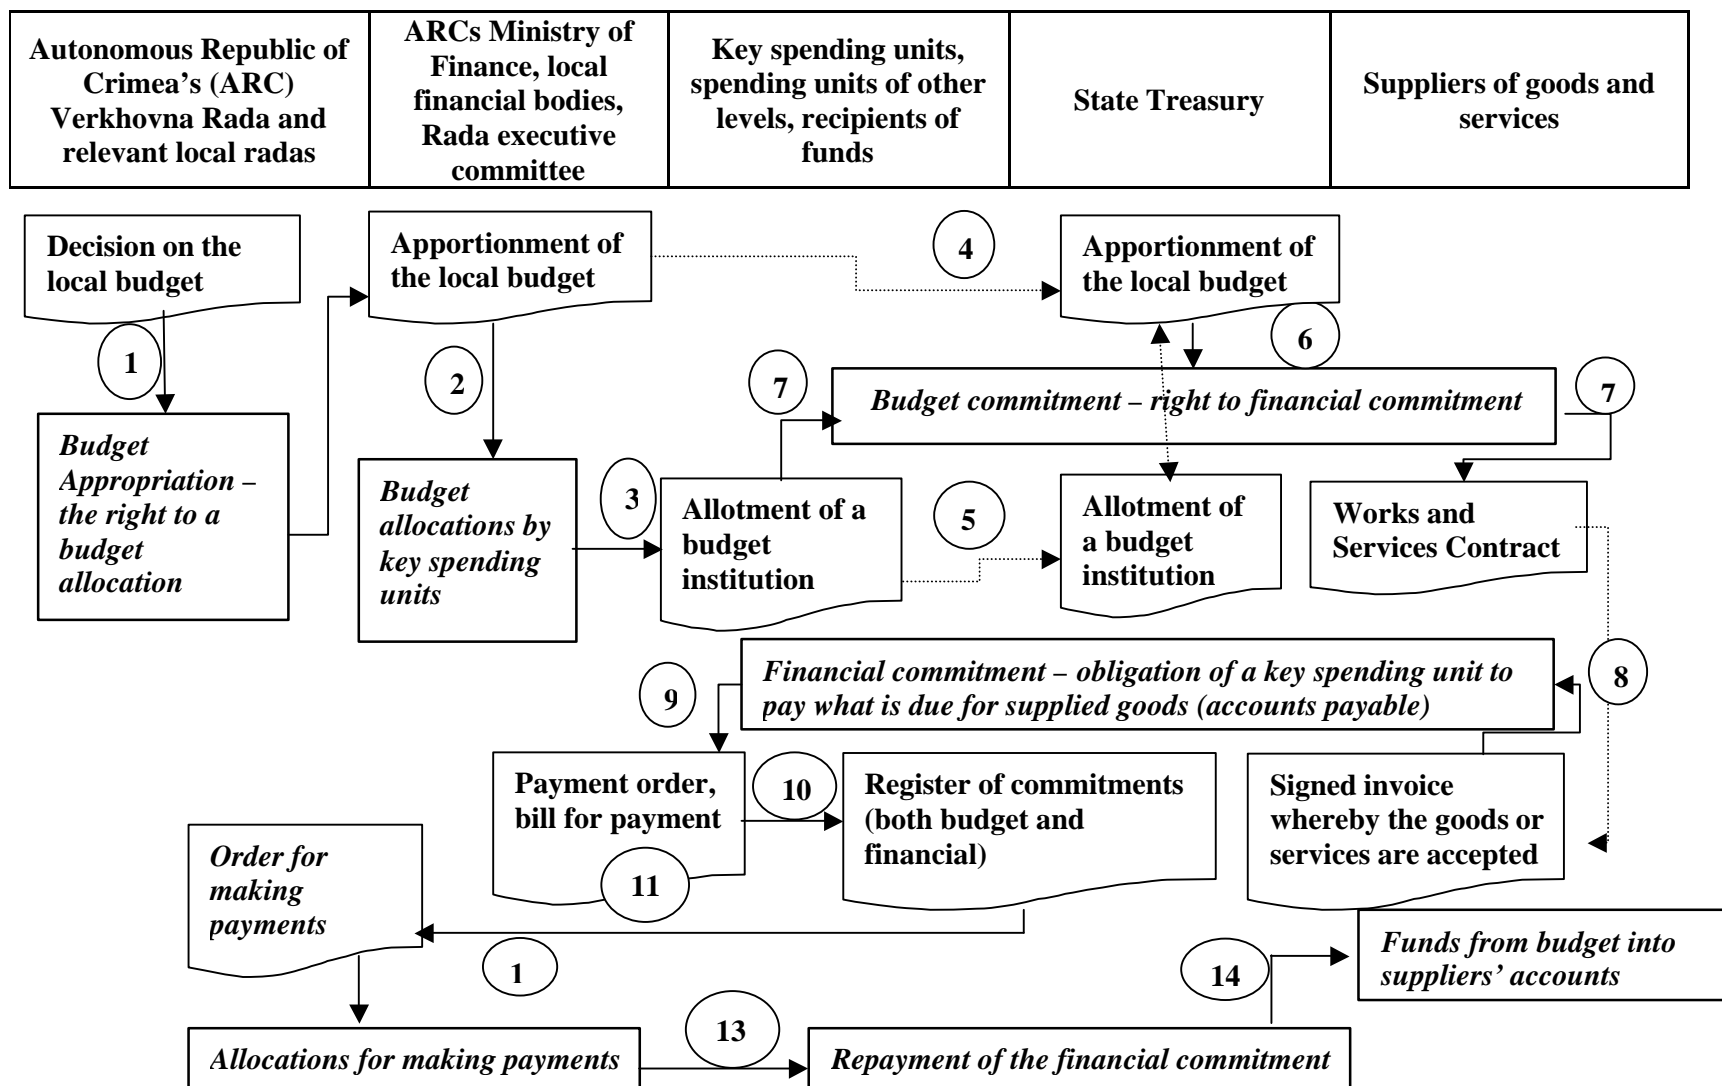 Autonomous Republic of
Crimea's (ARC)
Verkhovna Rada and
relevant local radas
ARCs Ministry of
Finance, local
financial bodies,
Rada executive
committee
Key spending units,
spending units of other
levels, recipients of
funds
State Treasury
Suppliers of goods and
services
Decision on the
local budget
Apportionment of
the local budget
4
Apportionment of
the local budget
1
2
7
6
7
Budget commitment – right to financial commitment
Budget
Appropriation –
the right to a
budget
allocation
Budget
allocations by
key spending
units
3
Allotment of a
budget
institution
5
Allotment of
a budget
institution
Works and
Services Contract
8
Financial commitment – obligation of a key spending unit to
pay what is due for supplied goods (accounts payable)
9
Payment order,
bill for payment
10
Register of commitments
(both budget and
financial)
Signed invoice
whereby the goods or
services are accepted
11
Order for
making
payments
1
14
Funds from budget into
suppliers' accounts
Allocations for making payments
13
Repayment of the financial commitment